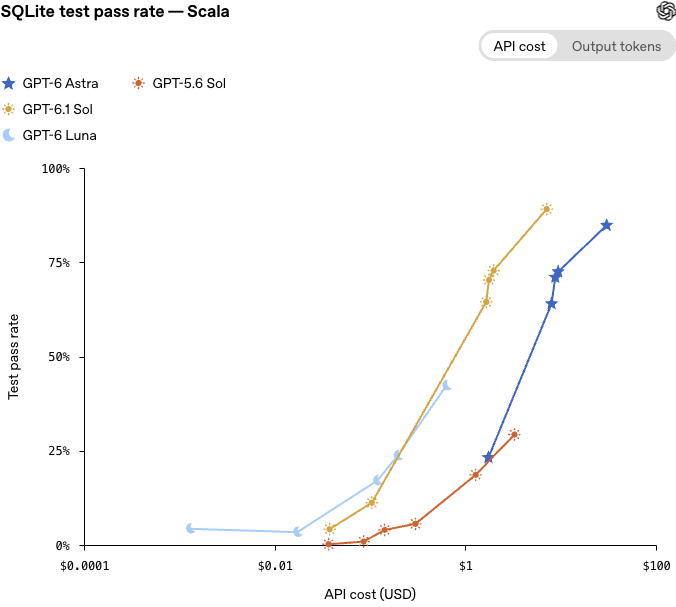 SQLite test pass rate — Scala
API cost
Output tokens
GPT-6 Astra
GPT-5.6 Sol
GPT-6.1 Sol
GPT-6 Luna
100%
75%
50%
25%
0%
Test pass rate
$0.0001
$0.01
$1
$100
API cost (USD)